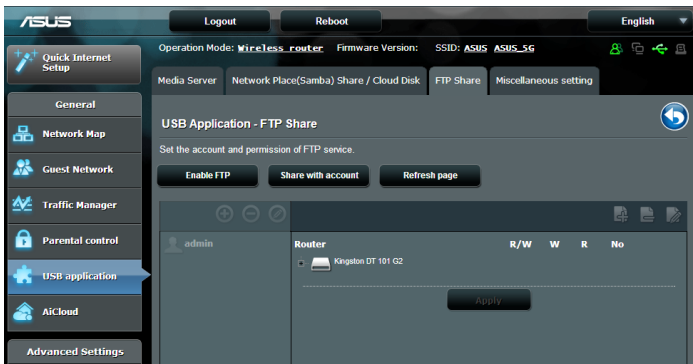 ASUS
Logout
Reboot
English
Operation Mode: Wireless router Firmware Version: SSID: ASUS ASUS_5G
Quick Internet
Setup
Media Server
Network Place(Samba) Share / Cloud Disk
FTP Share
Miscellaneous setting
General
Network Map
Guest Network
Traffic Manager
Parental control
USB application
AiCloud
Advanced Settings
USB Application - FTP Share
Set the account and permission of FTP service.
Enable FTP
Share with account
Refresh page
admin
Router
R/W
W
R
No
Kingston DT 101 G2
Apply